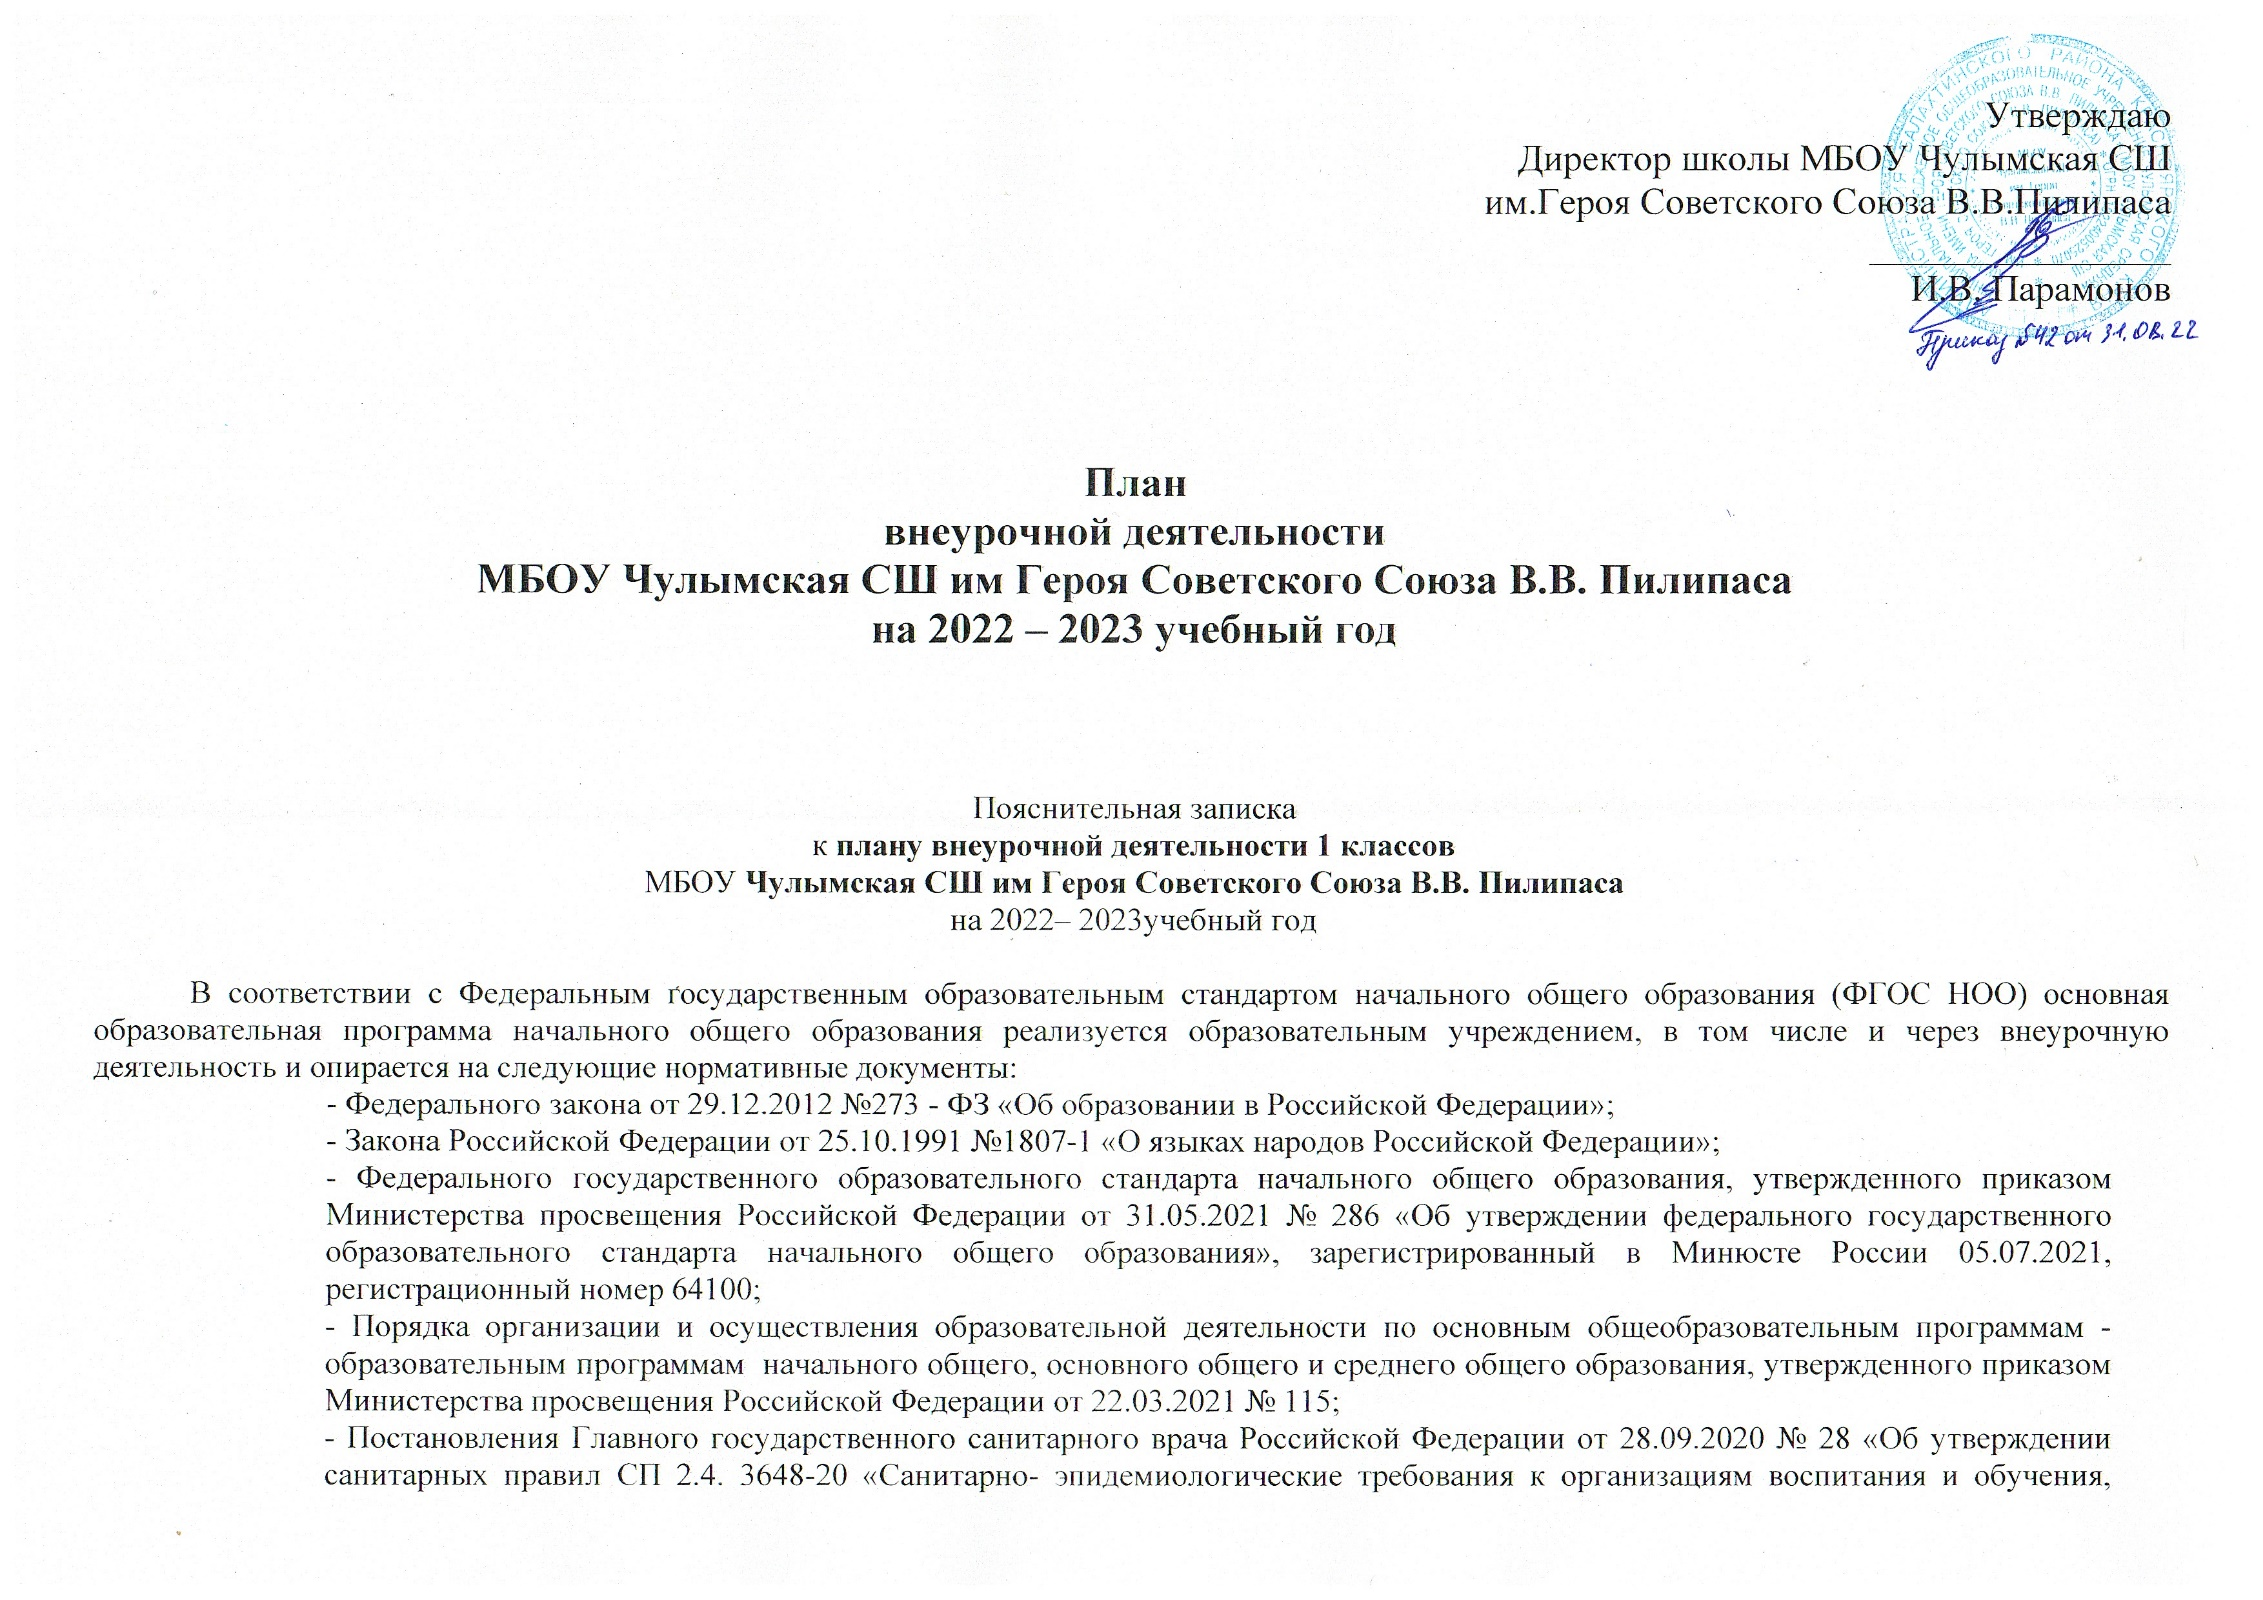 Утверждаю
Директор школы МБОУ Чулымская СШ
им.Героя Советского Союза В.В.Пилипаса
И.В. Парамонов
Приказ №42 от 31.08.22
План
внеурочной деятельности
МБОУ Чулымская СШ им Героя Советского Союза В.В. Пилипаса
на 2022 – 2023 учебный год
Пояснительная записка
к плану внеурочной деятельности 1 классов
МБОУ Чулымская СШ им Героя Советского Союза В.В. Пилипаса
на 2022– 2023учебный год
В соответствии с Федеральным государственным образовательным стандартом начального общего образования (ФГОС НОО) основная
образовательная программа начального общего образования реализуется образовательным учреждением, в том числе и через внеурочную
деятельность и опирается на следующие нормативные документы:
- Федерального закона от 29.12.2012 №273 - ФЗ «Об образовании в Российской Федерации»;
- Закона Российской Федерации от 25.10.1991 №1807-1 «О языках народов Российской Федерации»;
- Федерального государственного образовательного стандарта начального общего образования, утвержденного приказом
Министерства просвещения Российской Федерации от 31.05.2021 № 286 «Об утверждении федерального государственного
образовательного стандарта начального общего образования», зарегистрированный в Минюсте России 05.07.2021,
регистрационный номер 64100;
- Порядка организации и осуществления образовательной деятельности по основным общеобразовательным программам -
образовательным программам начального общего, основного общего и среднего общего образования, утвержденного приказом
Министерства просвещения Российской Федерации от 22.03.2021 № 115;
- Постановления Главного государственного санитарного врача Российской Федерации от 28.09.2020 № 28 «Об утверждении
санитарных правил СП 2.4. 3648-20 «Санитарно- эпидемиологические требования к организациям воспитания и обучения,